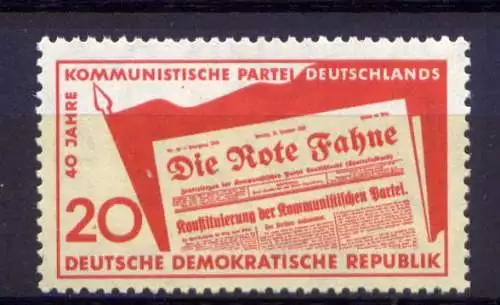 40 JAHRE
KOMMUNISTISCHE PARTEI DEUTSCHLANDS
Die Rote Fahne
Konstituierung der Kommunistischen Partei.
20
DEUTSCHE DEMOKRATISCHE REPUBLIK